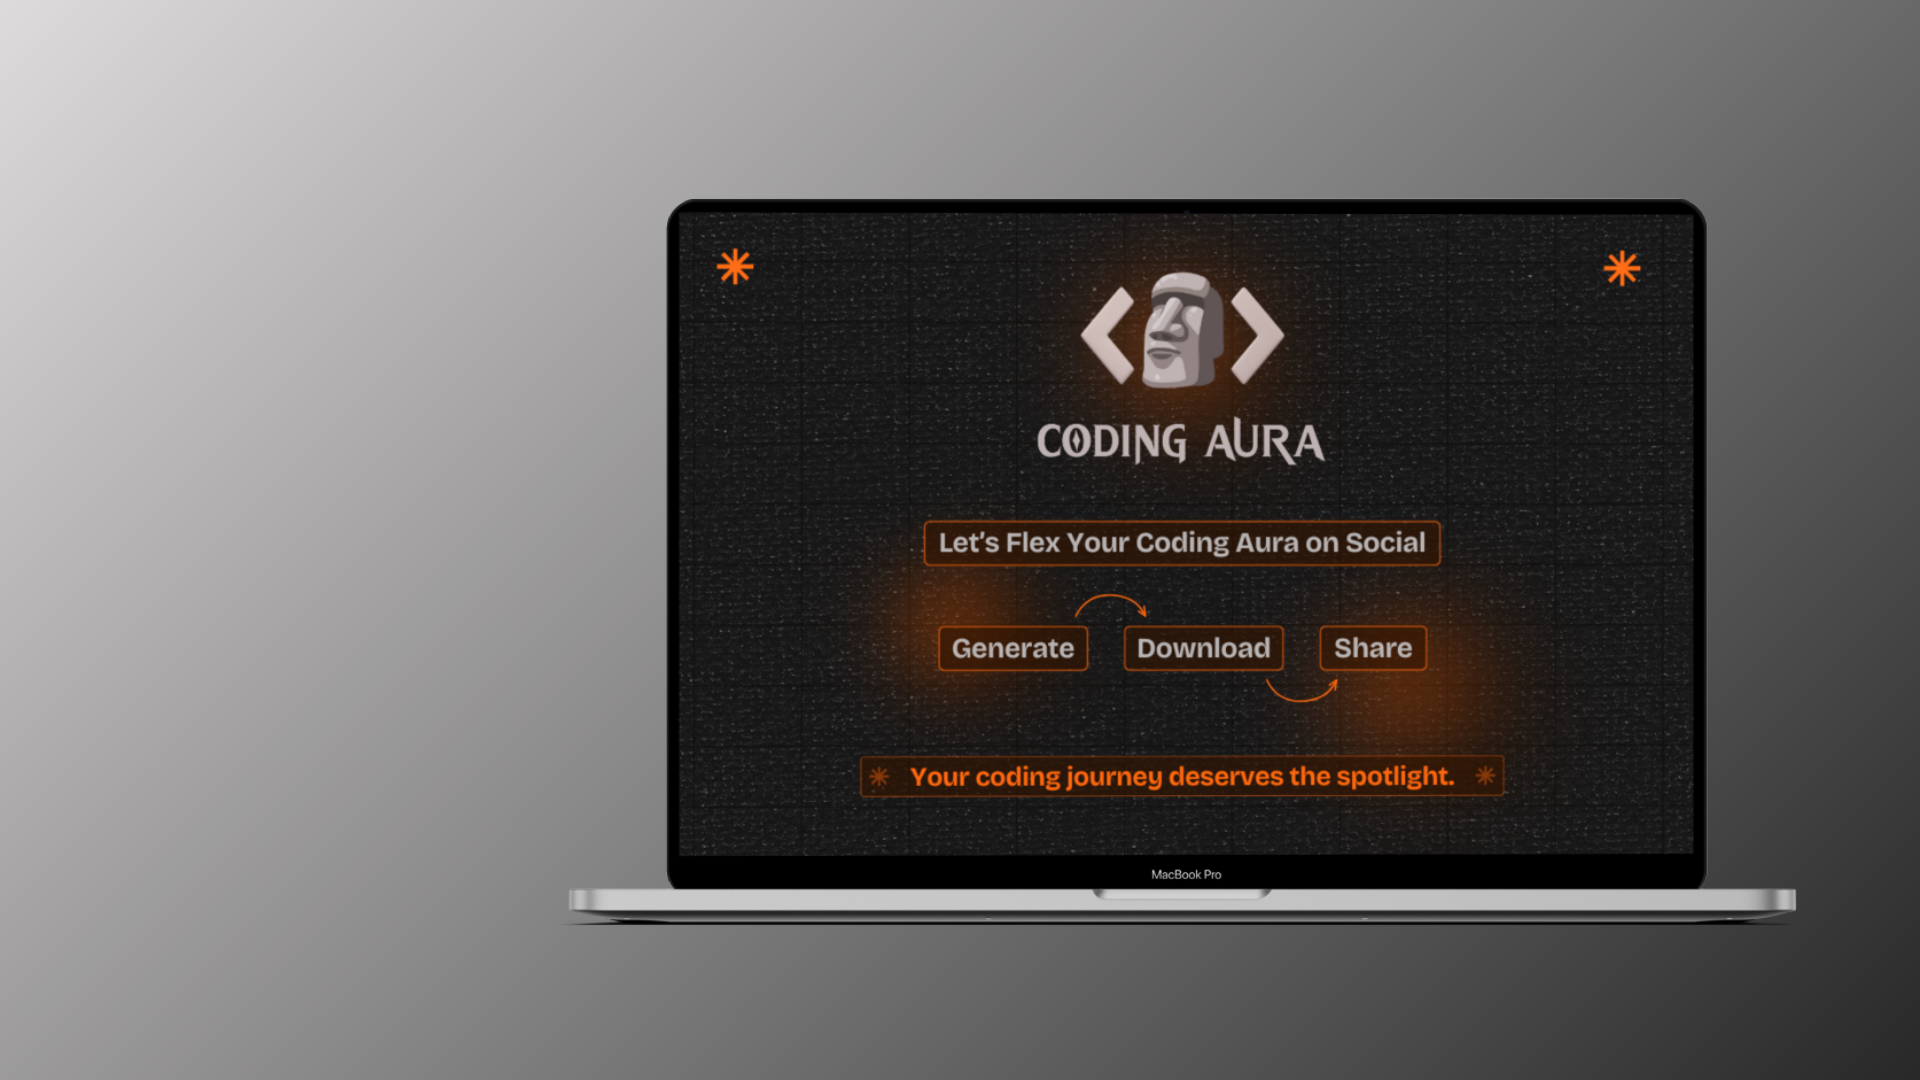 CODING AURA
Let's Flex Your Coding Aura on Social
Generate
Download
Share
Your coding journey deserves the spotlight.
MacBook Pro